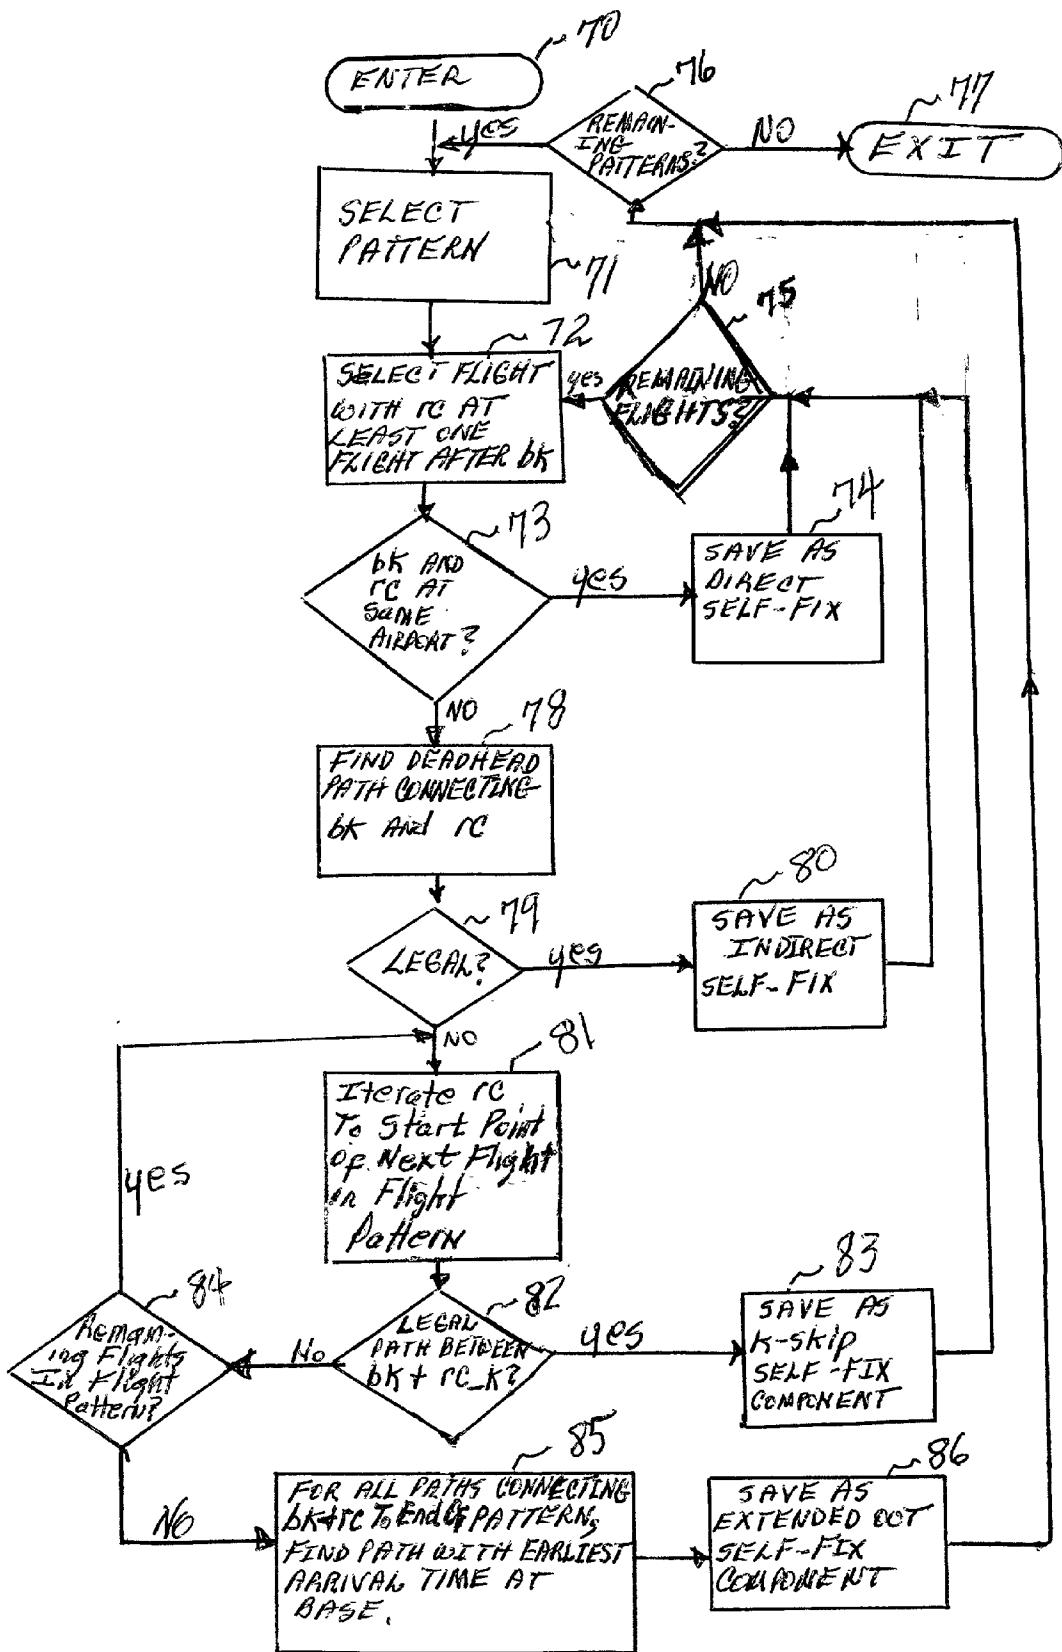 70
ENTER
76
REMAIN-
ING
PATTERNS?
yes
NO
77
EXIT
SELECT
PATTERN
71
72
SELECT FLIGHT
WITH rc AT
LEAST ONE
FLIGHT AFTER bk
yes
NO
75
REMAINING
FLIGHTS?
73
bk AND
rc AT
SAME
AIRPORT?
yes
74
SAVE AS
DIRECT
SELF-FIX
NO
78
FIND DEADHEAD
PATH CONNECTING
bk And rc
79
LEGAL?
yes
80
SAVE AS
INDIRECT
SELF-FIX
NO
81
Iterate rc
To Start Point
of Next Flight
in Flight
Pattern
yes
82
LEGAL
PATH BETWEEN
bk + rc_k?
yes
83
SAVE AS
K-SKIP
SELF-FIX
COMPONENT
No
84
Remain-
ing Flights
In Flight
Pattern?
NO
85
FOR ALL PATHS CONNECTING
bk+rc To End Of PATTERN,
FIND PATH WITH EARLIEST
ARRIVAL TIME AT
BASE.
86
SAVE AS
EXTENDED OUT
SELF-FIX
COMPONENT